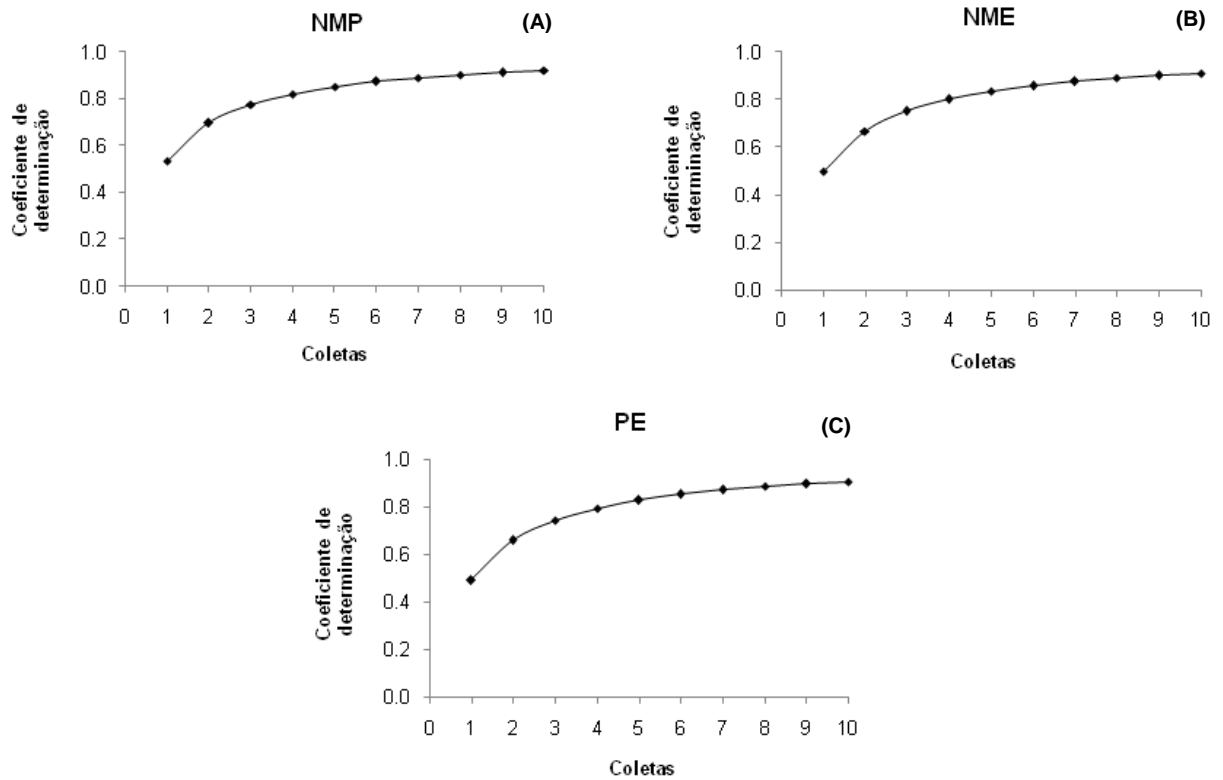 NMP
(A)
1.0
0.8
0.6
0.4
0.2
0.0
Coeficiente de
determinação
0 1 2 3 4 5 6 7 8 9 10
Coletas
NME
(B)
1.0
0.8
0.6
0.4
0.2
0.0
Coeficiente de
determinação
0 1 2 3 4 5 6 7 8 9 10
Coletas
PE
(C)
1.0
0.8
0.6
0.4
0.2
0.0
Coeficiente de
determinação
0 1 2 3 4 5 6 7 8 9 10
Coletas